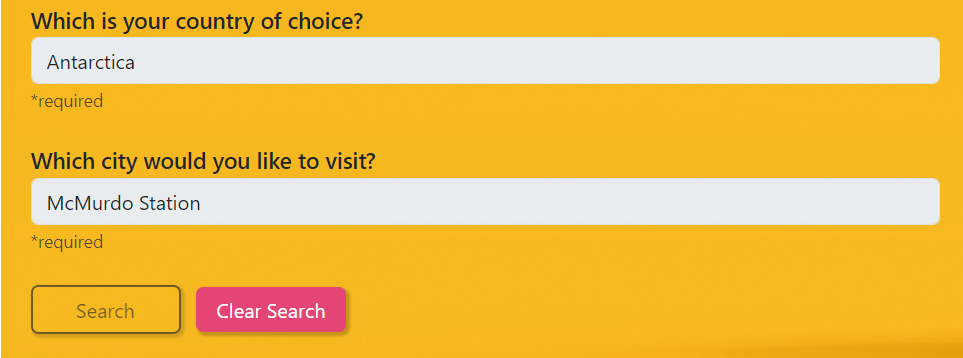 Which is your country of choice?
Antarctica
*required
Which city would you like to visit?
McMurdo Station
*required
Search Clear Search